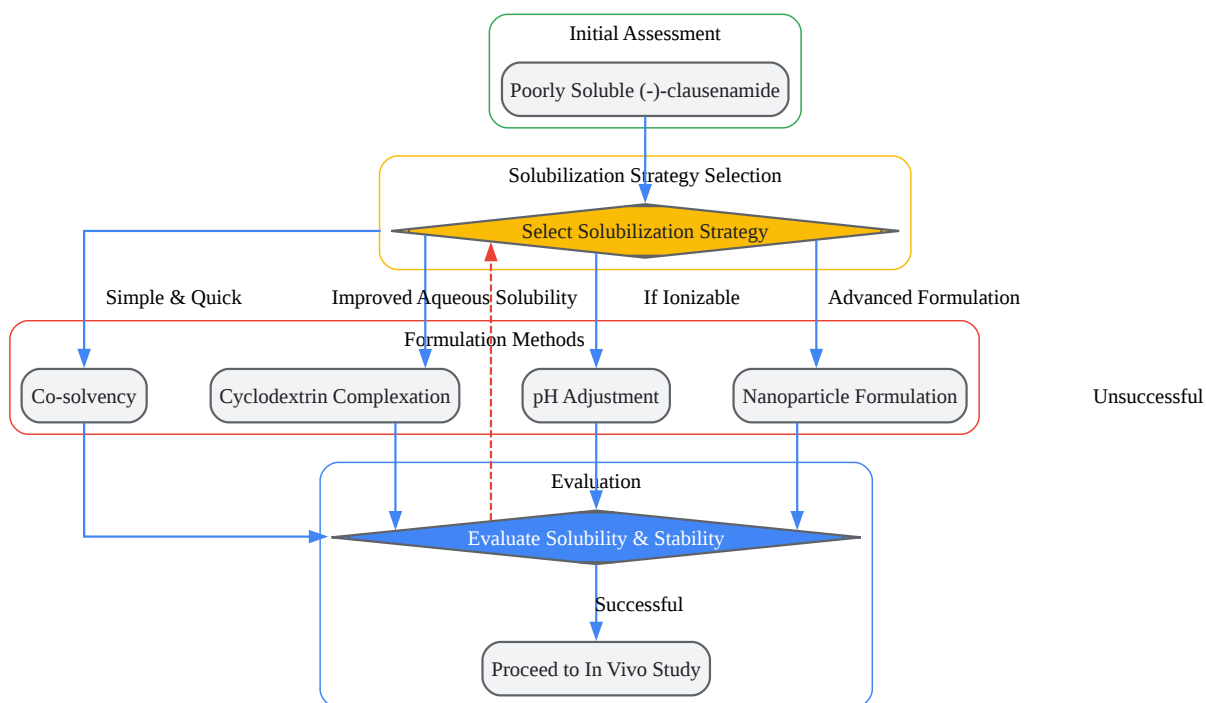 Initial Assessment
Poorly Soluble (-)-clausenamide
Solubilization Strategy Selection
Select Solubilization Strategy
Simple & Quick
Improved Aqueous Solubility
If Ionizable
Advanced Formulation
Formulation Methods
Co-solvency
Cyclodextrin Complexation
pH Adjustment
Nanoparticle Formulation
Unsuccessful
Evaluation
Evaluate Solubility & Stability
Successful
Proceed to In Vivo Study